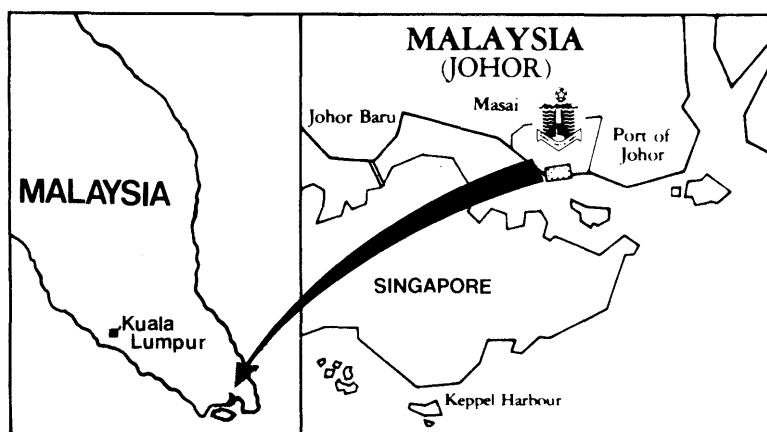 MALAYSIA
Kuala
Lumpur
MALAYSIA
(JOHOR)
Masai
Johor Baru
Port of
Johor
SINGAPORE
Keppel Harbour